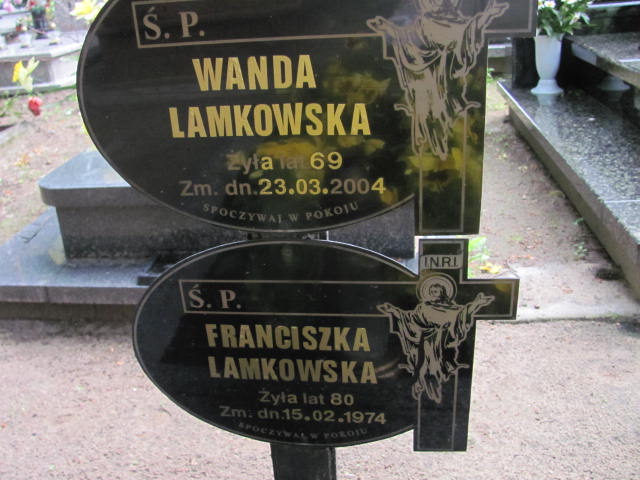 Ś. P.
WANDA
LAMKOWSKA
Żyła lat 69
Zm. dn. 23.03.2004
SPOCZYWAJ W POKOJU
I.N.R.I.
Ś. P.
FRANCISZKA
LAMKOWSKA
Żyła lat 80
Zm. dn. 15.02.1974
SPOCZYWAJ W POKOJU